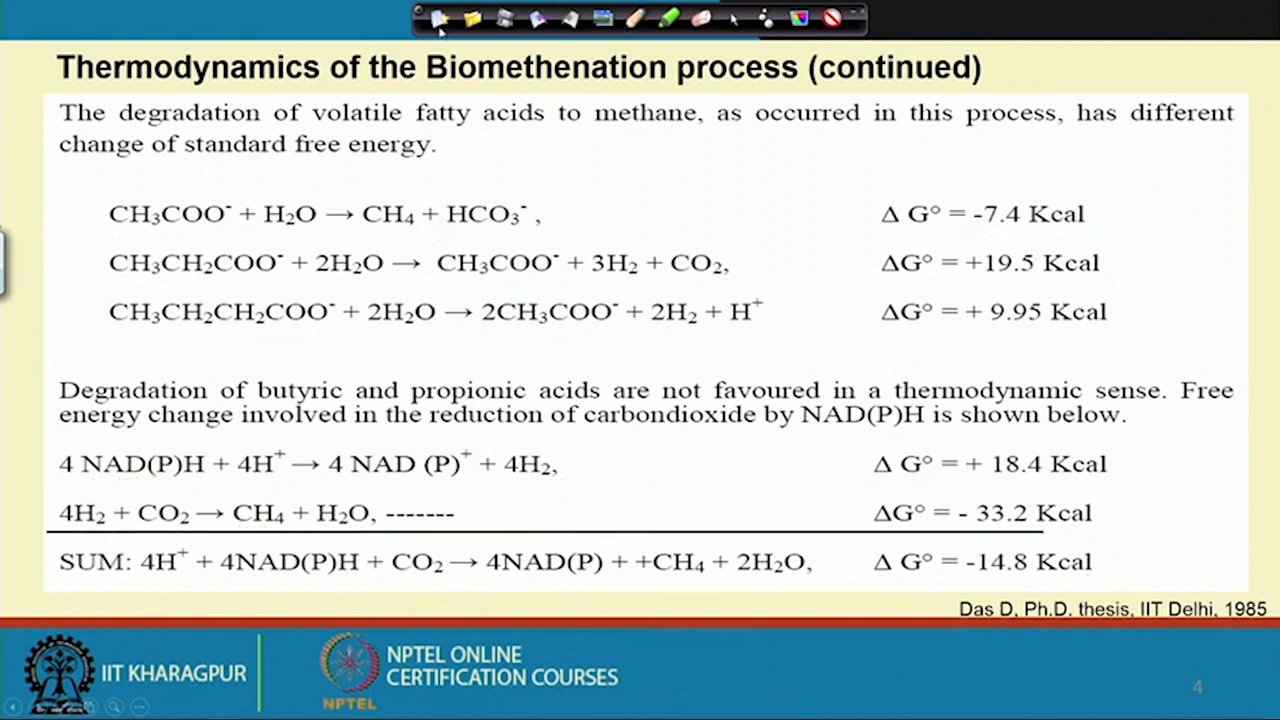 Thermodynamics of the Biomethenation process (continued)
The degradation of volatile fatty acids to methane, as occurred in this process, has different
change of standard free energy.
CH₃COO⁻ + H₂O → CH₄ + HCO₃⁻ , Δ G° = -7.4 Kcal
CH₃CH₂COO⁻ + 2H₂O → CH₃COO⁻ + 3H₂ + CO₂, ΔG° = +19.5 Kcal
CH₃CH₂CH₂COO⁻ + 2H₂O → 2CH₃COO⁻ + 2H₂ + H⁺ ΔG° = + 9.95 Kcal
Degradation of butyric and propionic acids are not favoured in a thermodynamic sense. Free
energy change involved in the reduction of carbondioxide by NAD(P)H is shown below.
4 NAD(P)H + 4H⁺ → 4 NAD (P)⁺ + 4H₂, Δ G° = + 18.4 Kcal
4H₂ + CO₂ → CH₄ + H₂O, ------- ΔG° = - 33.2 Kcal
SUM: 4H⁺ + 4NAD(P)H + CO₂ → 4NAD(P) + +CH₄ + 2H₂O, Δ G° = -14.8 Kcal
Das D, Ph.D. thesis, IIT Delhi, 1985
IIT KHARAGPUR
NPTEL
NPTEL ONLINE
CERTIFICATION COURSES
4